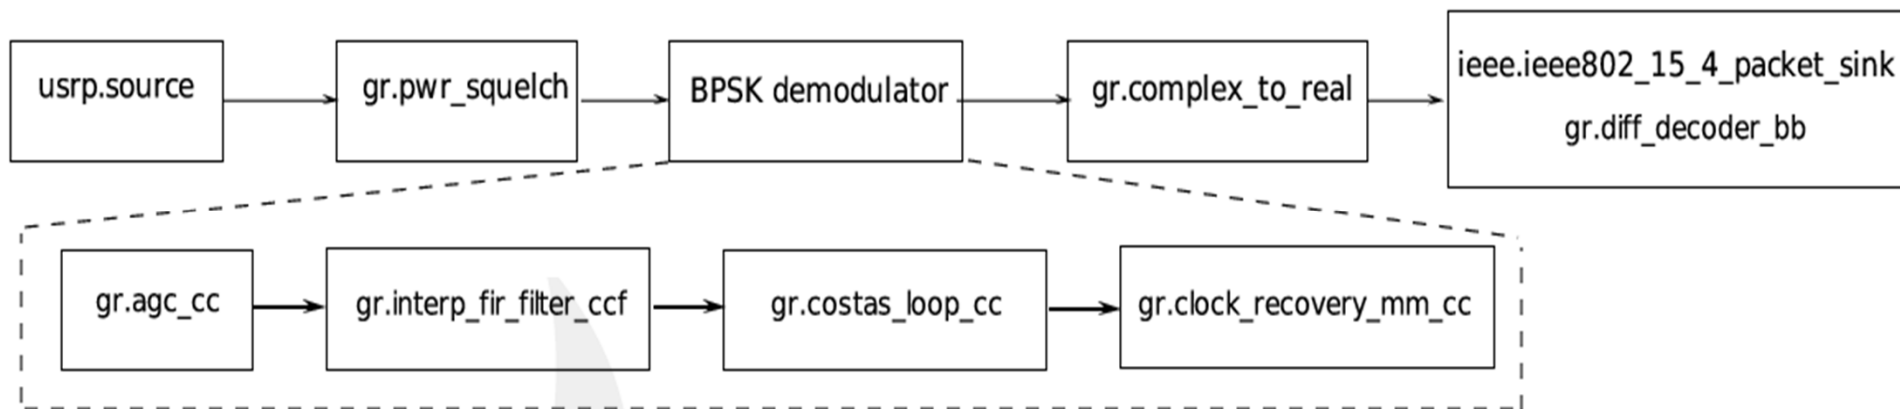 usrp.source
gr.pwr_squelch
BPSK demodulator
gr.complex_to_real
ieee.ieee802_15_4_packet_sink
gr.diff_decoder_bb
gr.agc_cc
gr.interp_fir_filter_ccf
gr.costas_loop_cc
gr.clock_recovery_mm_cc